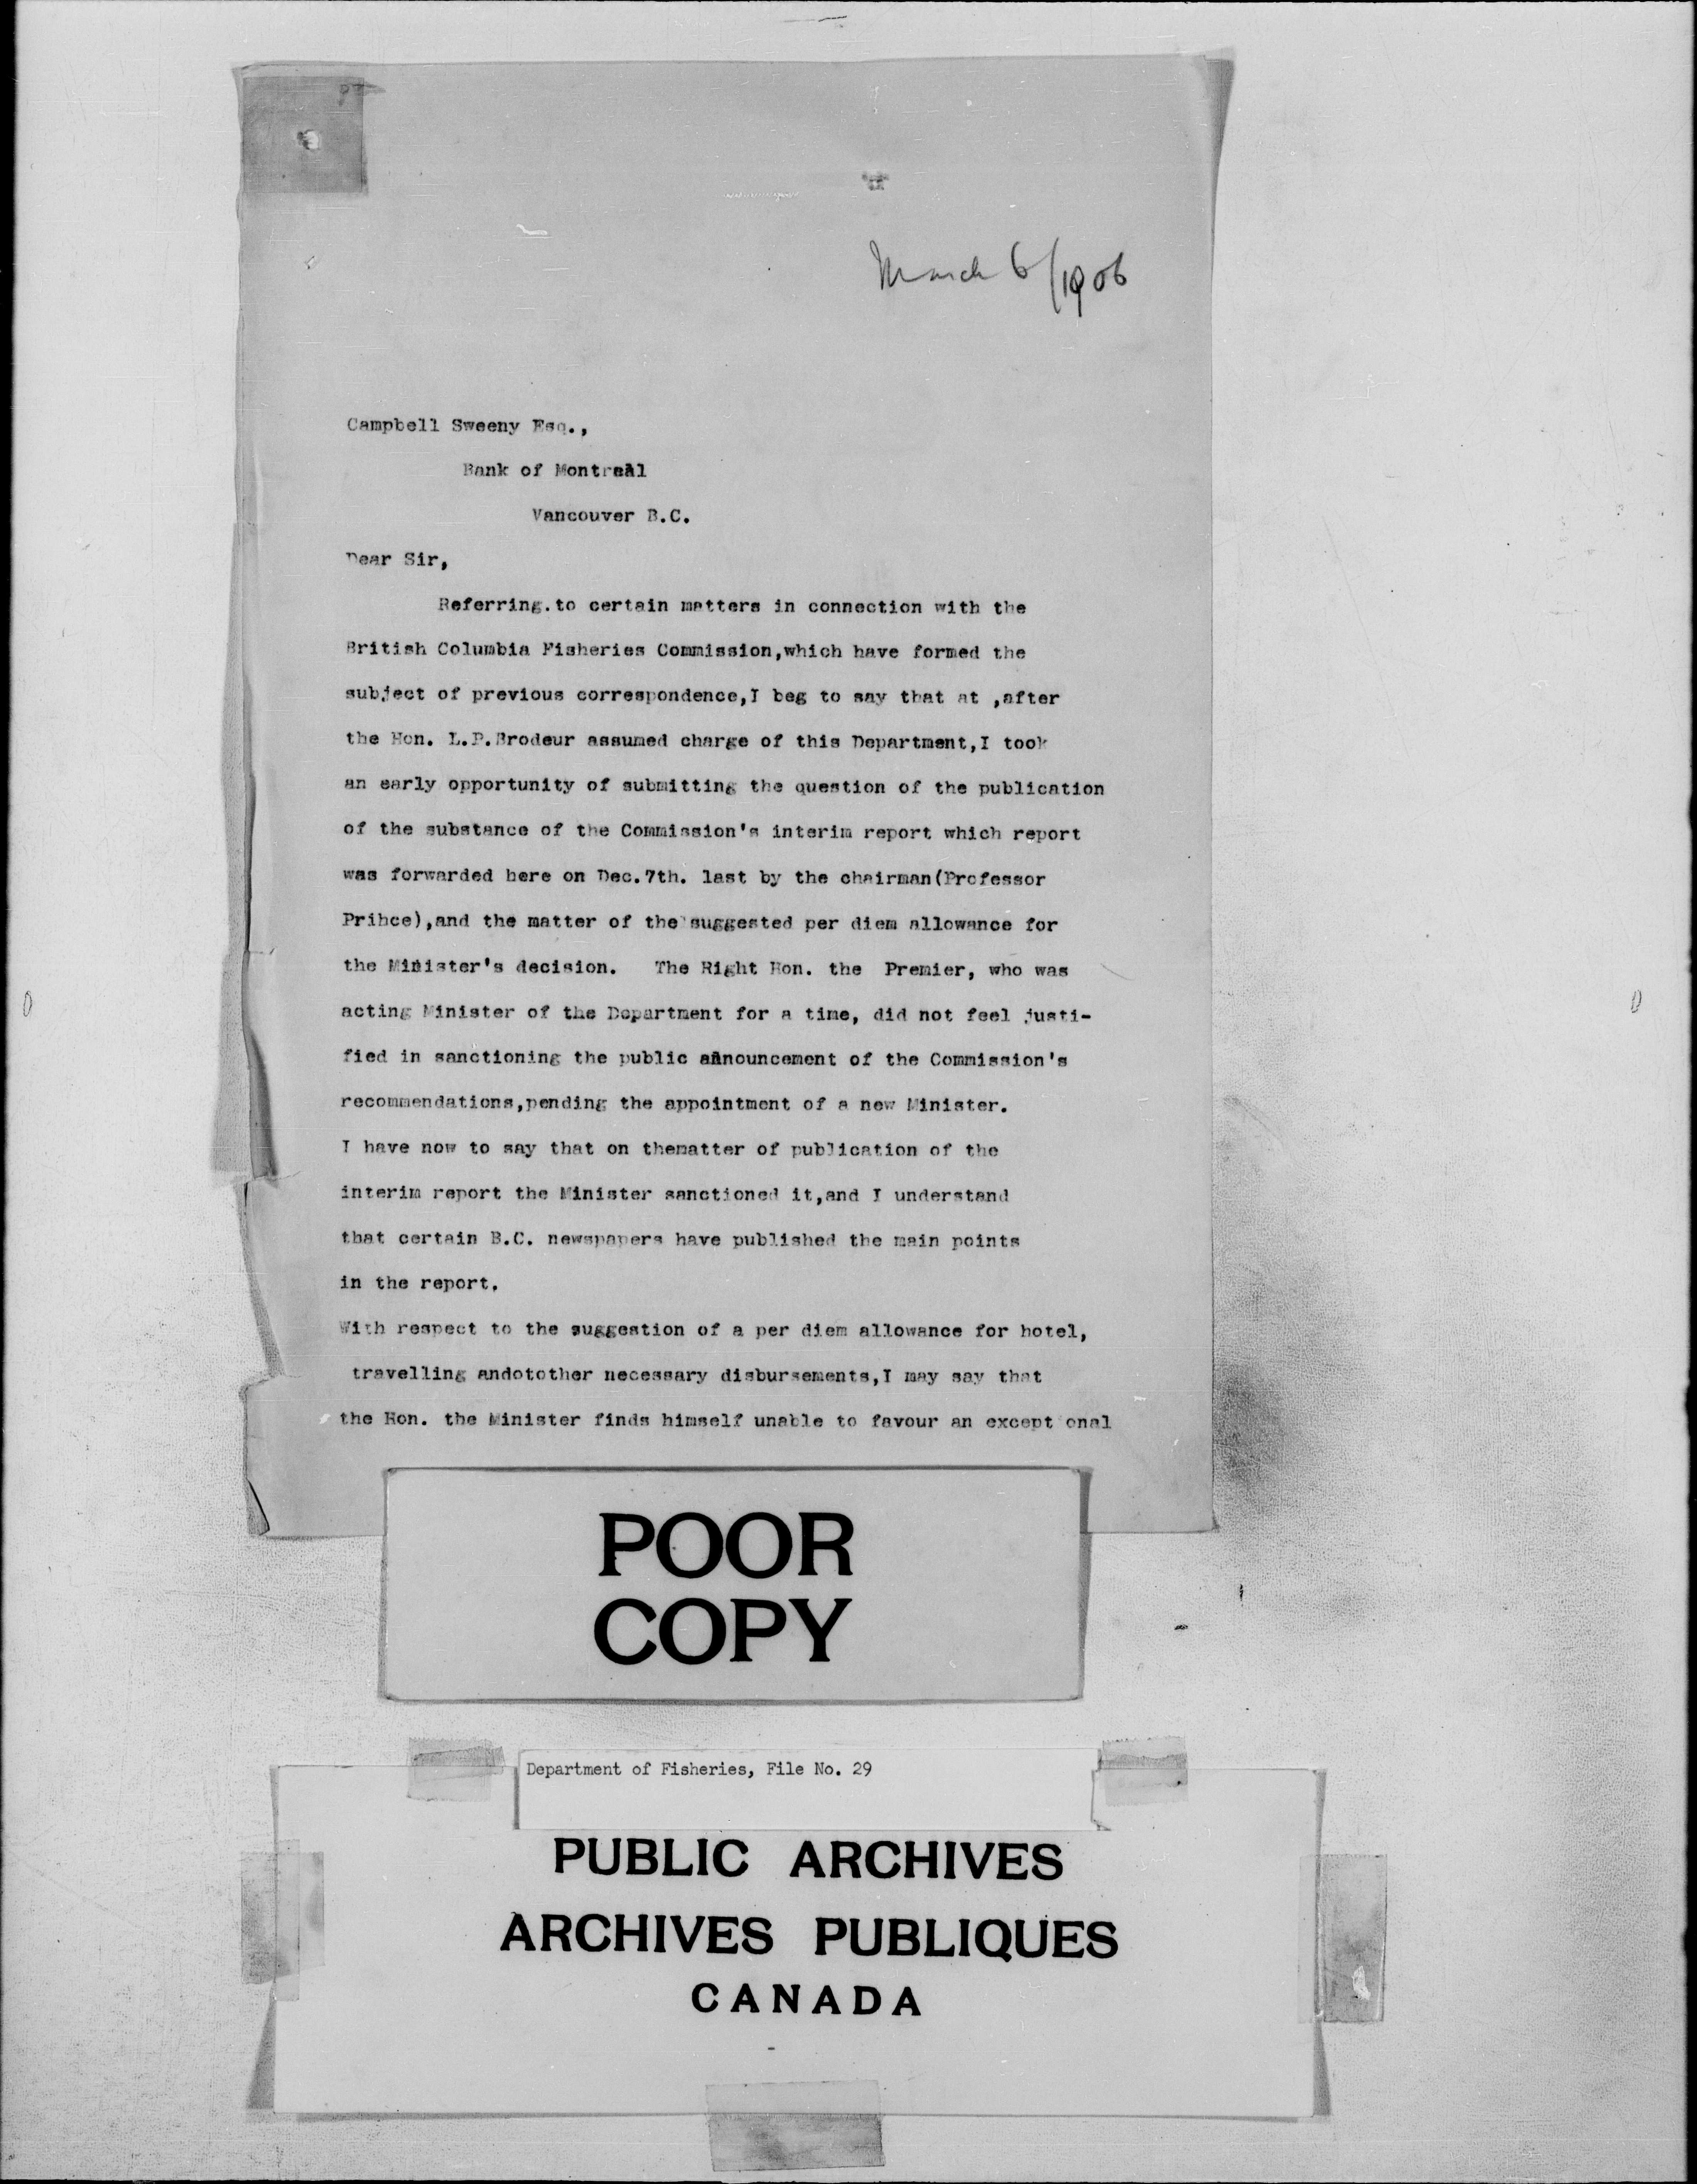 March 6/1906
Campbell Sweeny Esq.,
Bank of Montreal
Vancouver B.C.
Dear Sir,
Referring.to certain matters in connection with the
British Columbia Fisheries Commission,which have formed the
subject of previous correspondence,I beg to say that at ,after
the Hon. L.P.Brodeur assumed charge of this Department,I took
an early opportunity of submitting the question of the publication
of the substance of the Commission's interim report which report
was forwarded here on Dec.7th. last by the chairman(Professor
Prihce),and the matter of the suggested per diem allowance for
the Minister's decision. The Right Hon. the Premier, who was
acting Minister of the Department for a time, did not feel justi-
fied in sanctioning the public announcement of the Commission's
recommendations,pending the appointment of a new Minister.
I have now to say that on thematter of publication of the
interim report the Minister sanctioned it,and I understand
that certain B.C. newspapers have published the main points
in the report.
With respect to the suggestion of a per diem allowance for hotel,
travelling andotother necessary disbursements,I may say that
the Hon. the Minister finds himself unable to favour an except onal
POOR
COPY
Department of Fisheries, File No. 29
PUBLIC ARCHIVES
ARCHIVES PUBLIQUES
CANADA